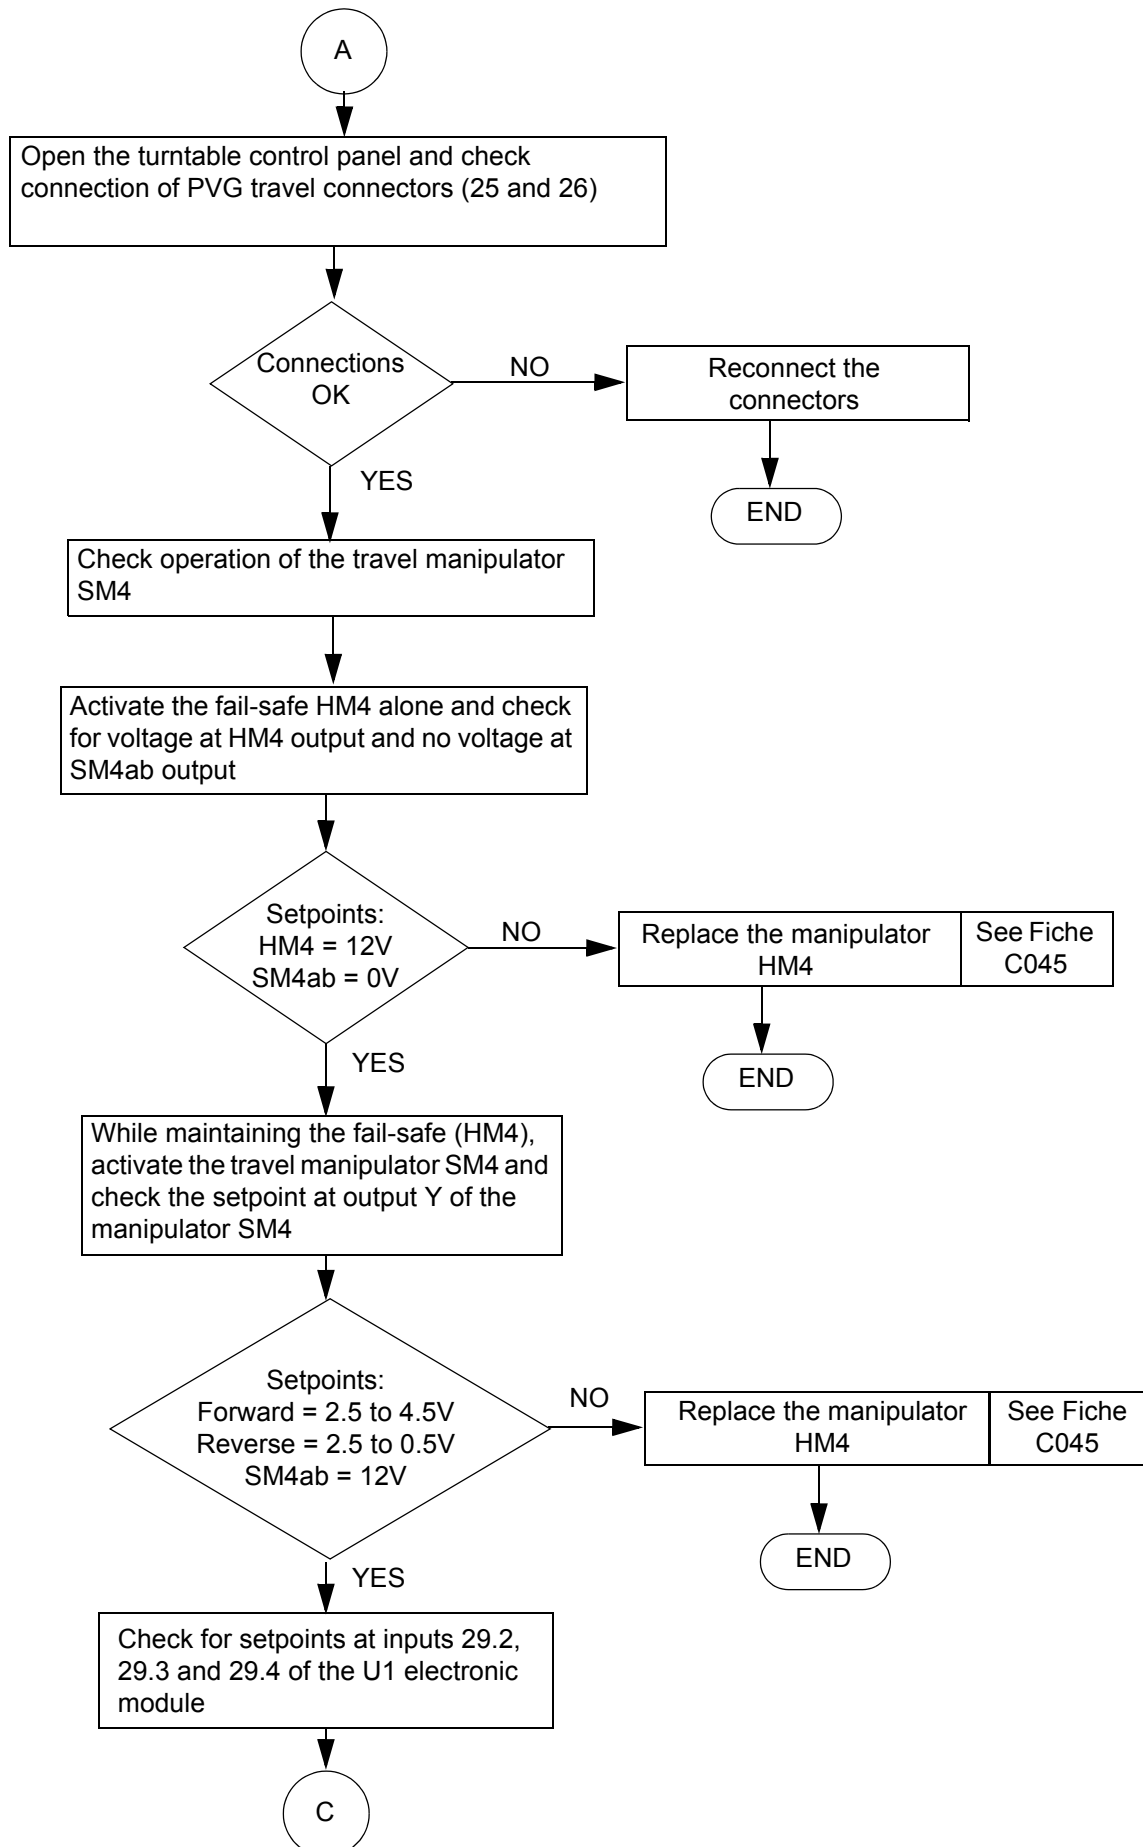 A
Open the turntable control panel and check
connection of PVG travel connectors (25 and 26)
Connections
OK
NO
Reconnect the
connectors
YES
END
Check operation of the travel manipulator
SM4
Activate the fail-safe HM4 alone and check
for voltage at HM4 output and no voltage at
SM4ab output
Setpoints:
HM4 = 12V
SM4ab = 0V
NO
Replace the manipulator
HM4
See Fiche
C045
YES
END
While maintaining the fail-safe (HM4),
activate the travel manipulator SM4 and
check the setpoint at output Y of the
manipulator SM4
Setpoints:
Forward = 2.5 to 4.5V
Reverse = 2.5 to 0.5V
SM4ab = 12V
NO
Replace the manipulator
HM4
See Fiche
C045
END
YES
Check for setpoints at inputs 29.2,
29.3 and 29.4 of the U1 electronic
module
C